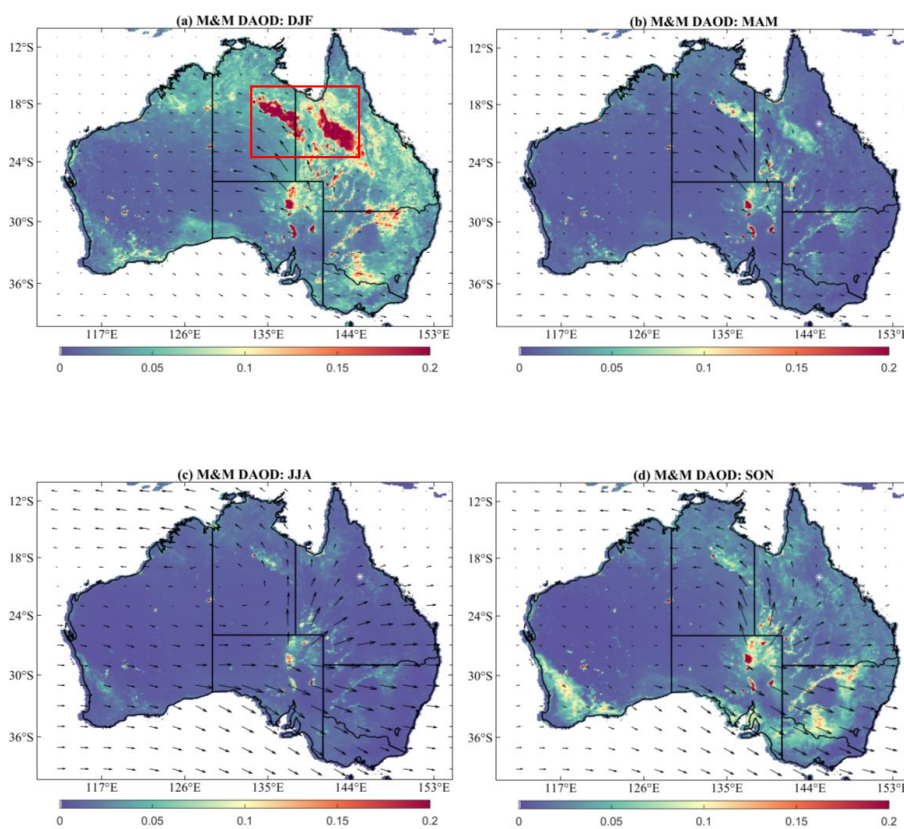 (a) M&M DAOD: DJF
12°S
18°S
24°S
30°S
36°S
117°E 126°E 135°E 144°E 153°E
0 0.05 0.1 0.15 0.2
(b) M&M DAOD: MAM
12°S
18°S
24°S
30°S
36°S
117°E 126°E 135°E 144°E 153°E
0 0.05 0.1 0.15 0.2
(c) M&M DAOD: JJA
12°S
18°S
24°S
30°S
36°S
117°E 126°E 135°E 144°E 153°E
0 0.05 0.1 0.15 0.2
(d) M&M DAOD: SON
12°S
18°S
24°S
30°S
36°S
117°E 126°E 135°E 144°E 153°E
0 0.05 0.1 0.15 0.2